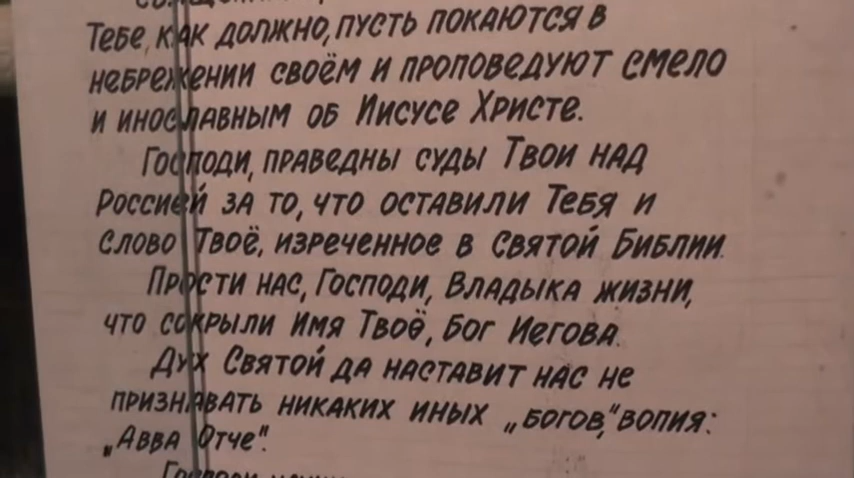 Тебе, как должно, пусть покаются в
небрежении своём и проповедуют смело
и инославным об Иисусе Христе.
Господи, праведны суды Твои над
Россией за то, что оставили Тебя и
слово Твоё, изреченное в Святой Библии.
Прости нас, Господи, Владыка жизни,
что сокрыли Имя Твоё, Бог Иегова.
Дух Святой да наставит нас не
признавать никаких иных „богов,“ вопия:
„Авва Отче“.
Господи